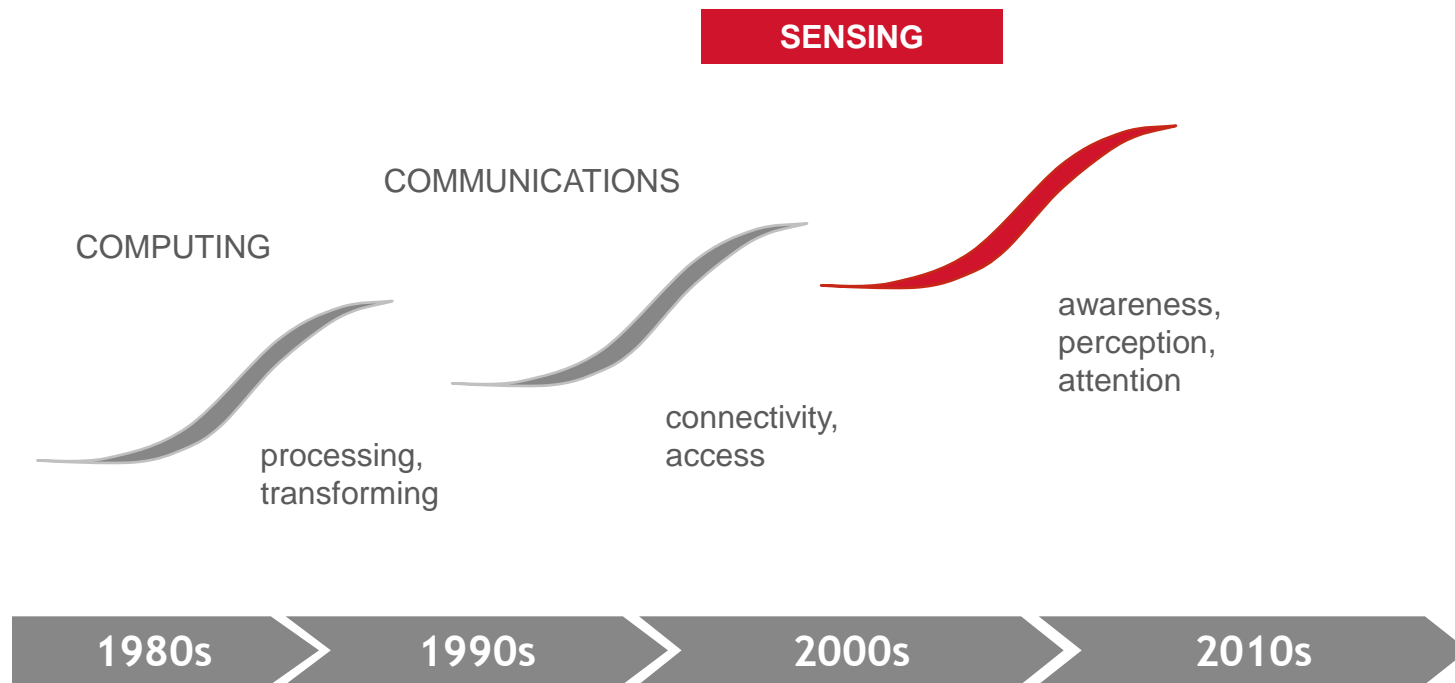 SENSING
COMMUNICATIONS
COMPUTING
awareness,
perception,
attention
connectivity,
access
processing,
transforming
1980s
1990s
2000s
2010s